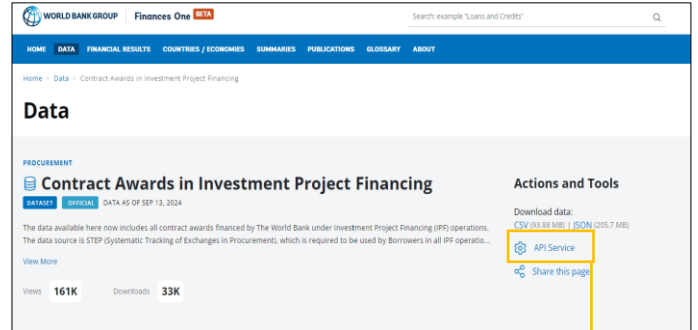 WORLD BANK GROUP Finances One BETA
Search: example "Loans and Credits"
HOME DATA FINANCIAL RESULTS COUNTRIES / ECONOMIES SUMMARIES PUBLICATIONS GLOSSARY ABOUT
Home > Data > Contract Awards in Investment Project Financing
Data
PROCUREMENT
Contract Awards in Investment Project Financing
DATASET OFFICIAL DATA AS OF SEP 13, 2024
The data available here now includes all contract awards financed by The World Bank under Investment Project Financing (IPF) operations.
The data source is STEP (Systematic Tracking of Exchanges in Procurement), which is required to be used by Borrowers in all IPF operatio...
View More
Views 161K Downloads 33K
Actions and Tools
Download data:
CSV (93.88 MB) | JSON (205.7 MB)
API Service
Share this page